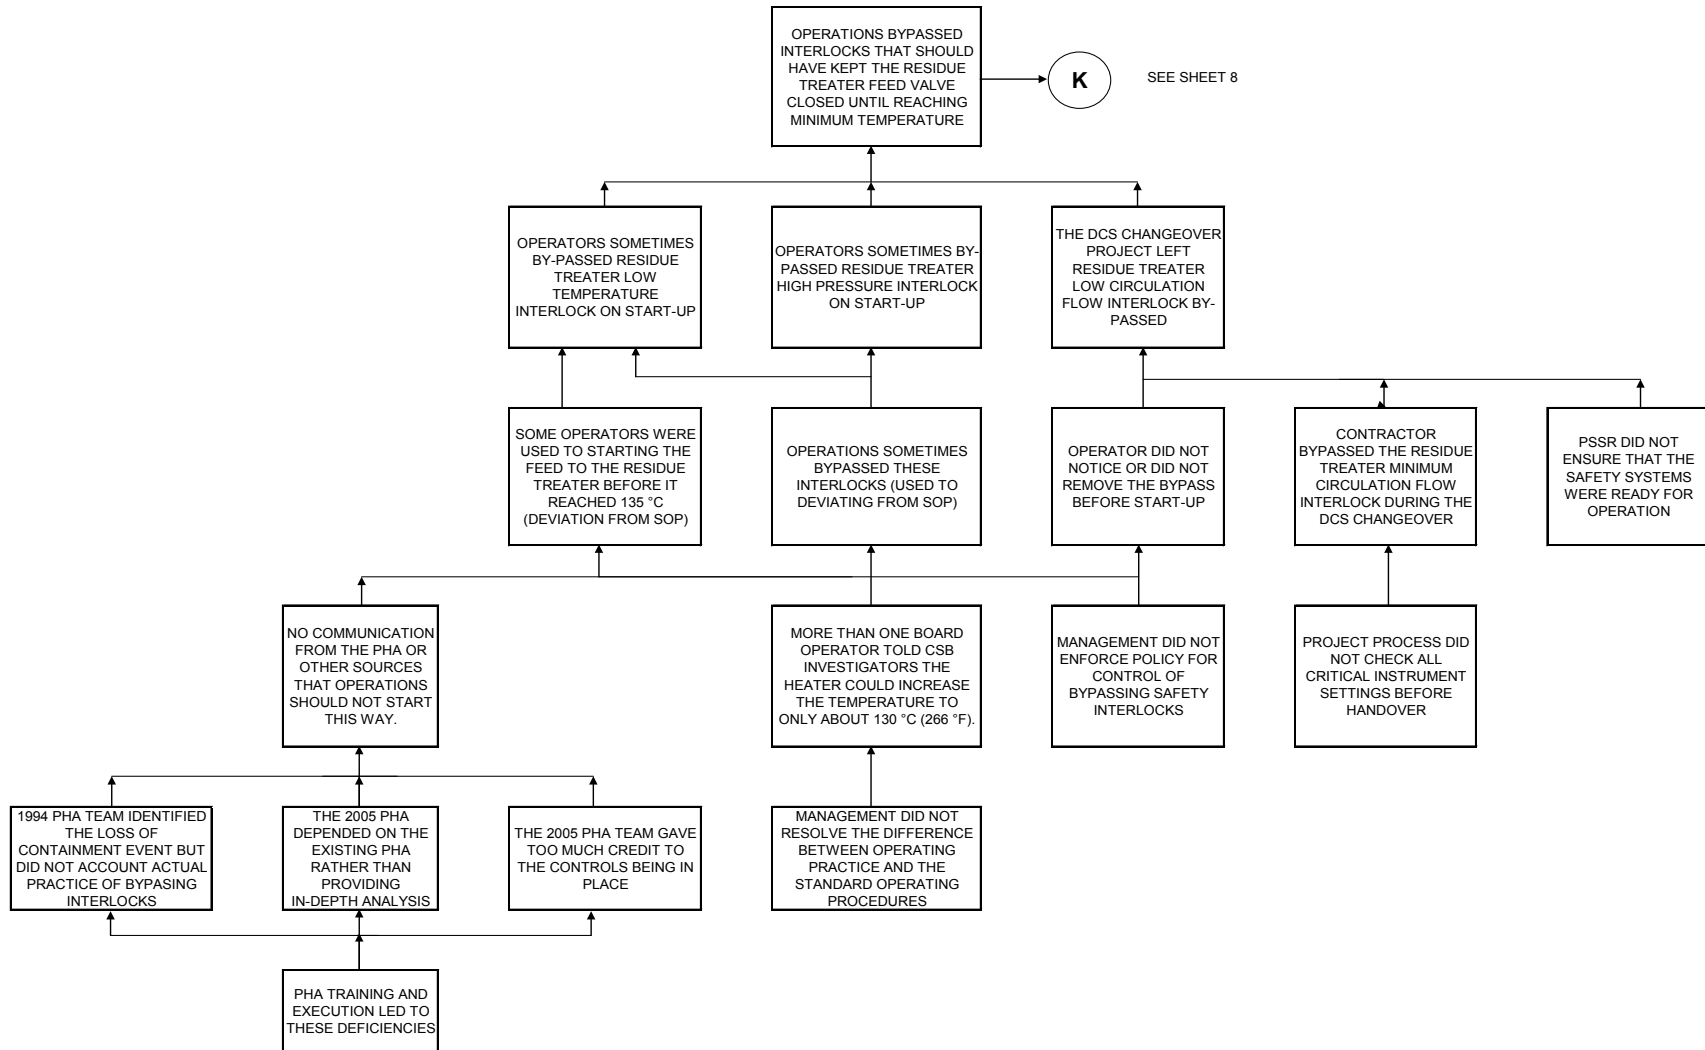 OPERATIONS BYPASSED
INTERLOCKS THAT SHOULD
HAVE KEPT THE RESIDUE
TREATER FEED VALVE
CLOSED UNTIL REACHING
MINIMUM TEMPERATURE
K
SEE SHEET 8
OPERATORS SOMETIMES
BY-PASSED RESIDUE
TREATER LOW
TEMPERATURE
INTERLOCK ON START-UP
OPERATORS SOMETIMES BY-
PASSED RESIDUE TREATER
HIGH PRESSURE INTERLOCK
ON START-UP
THE DCS CHANGEOVER
PROJECT LEFT
RESIDUE TREATER
LOW CIRCULATION
FLOW INTERLOCK BY-
PASSED
SOME OPERATORS WERE
USED TO STARTING THE
FEED TO THE RESIDUE
TREATER BEFORE IT
REACHED 135 °C
(DEVIATION FROM SOP)
OPERATIONS SOMETIMES
BYPASSED THESE
INTERLOCKS (USED TO
DEVIATING FROM SOP)
OPERATOR DID NOT
NOTICE OR DID NOT
REMOVE THE BYPASS
BEFORE START-UP
CONTRACTOR
BYPASSED THE RESIDUE
TREATER MINIMUM
CIRCULATION FLOW
INTERLOCK DURING THE
DCS CHANGEOVER
PSSR DID NOT
ENSURE THAT THE
SAFETY SYSTEMS
WERE READY FOR
OPERATION
NO COMMUNICATION
FROM THE PHA OR
OTHER SOURCES
THAT OPERATIONS
SHOULD NOT START
THIS WAY.
MORE THAN ONE BOARD
OPERATOR TOLD CSB
INVESTIGATORS THE
HEATER COULD INCREASE
THE TEMPERATURE TO
ONLY ABOUT 130 °C (266 °F).
MANAGEMENT DID NOT
ENFORCE POLICY FOR
CONTROL OF
BYPASSING SAFETY
INTERLOCKS
PROJECT PROCESS DID
NOT CHECK ALL
CRITICAL INSTRUMENT
SETTINGS BEFORE
HANDOVER
1994 PHA TEAM IDENTIFIED
THE LOSS OF
CONTAINMENT EVENT BUT
DID NOT ACCOUNT ACTUAL
PRACTICE OF BYPASING
INTERLOCKS
THE 2005 PHA
DEPENDED ON THE
EXISTING PHA
RATHER THAN
PROVIDING
IN-DEPTH ANALYSIS
THE 2005 PHA TEAM GAVE
TOO MUCH CREDIT TO
THE CONTROLS BEING IN
PLACE
MANAGEMENT DID NOT
RESOLVE THE DIFFERENCE
BETWEEN OPERATING
PRACTICE AND THE
STANDARD OPERATING
PROCEDURES
PHA TRAINING AND
EXECUTION LED TO
THESE DEFICIENCIES